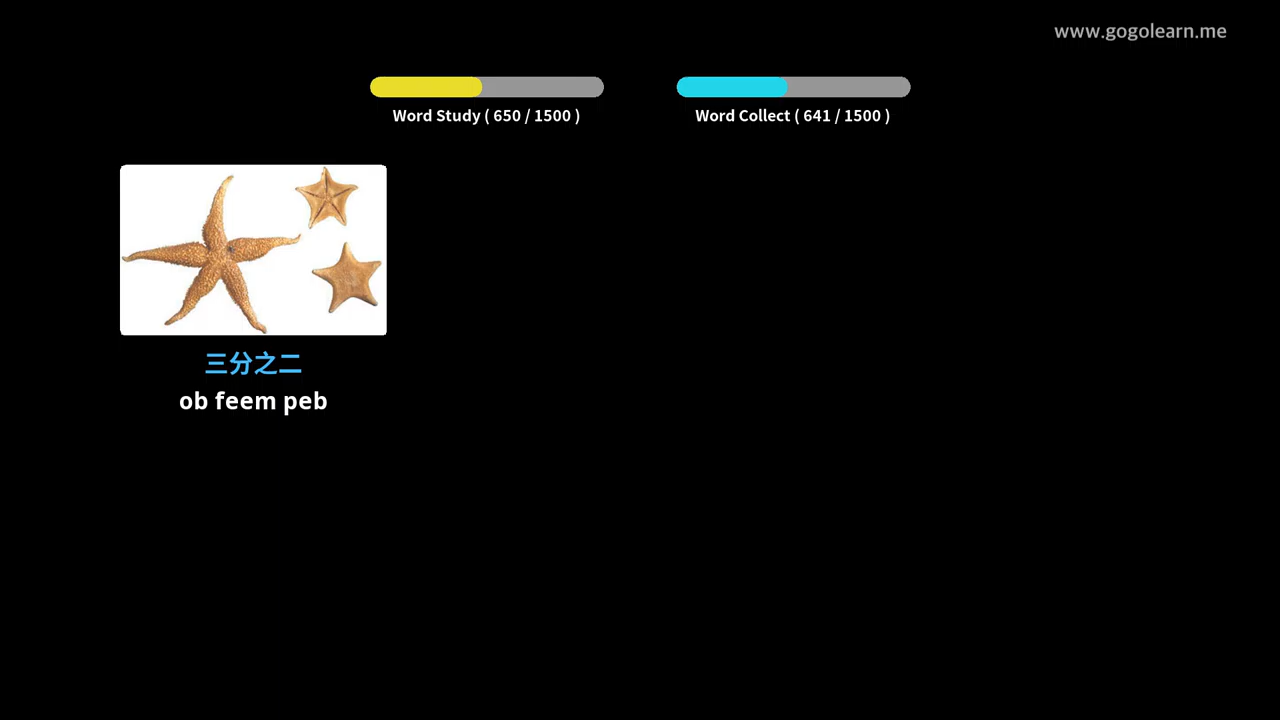 www.gogolearn.me
Word Study ( 650 / 1500 )
Word Collect ( 641 / 1500 )
三分之二
ob feem peb